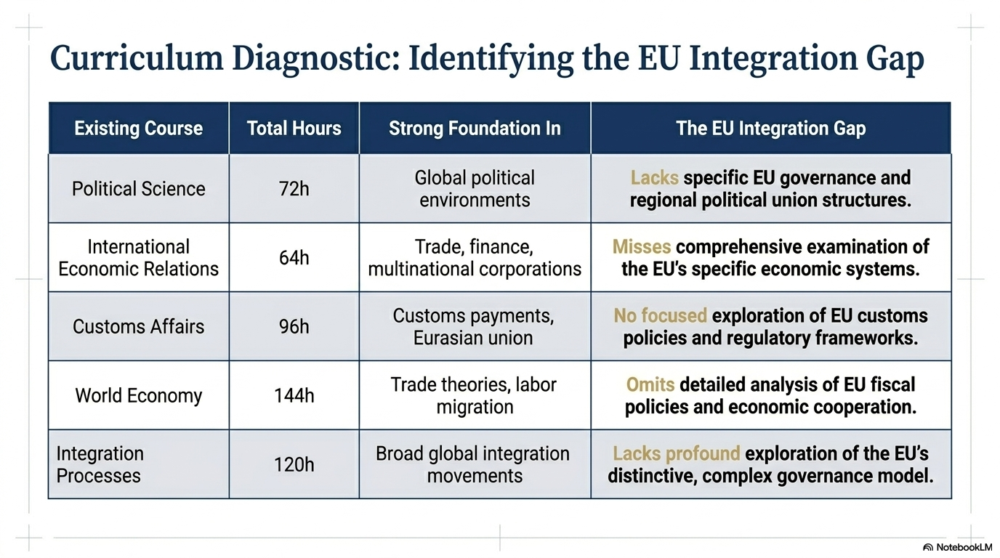 Curriculum Diagnostic: Identifying the EU Integration Gap
Existing Course
Total Hours
Strong Foundation In
The EU Integration Gap
Political Science
72h
Global political
environments
Lacks specific EU governance and
regional political union structures.
International
Economic Relations
64h
Trade, finance,
multinational corporations
Misses comprehensive examination of
the EU’s specific economic systems.
Customs Affairs
96h
Customs payments,
Eurasian union
No focused exploration of EU customs
policies and regulatory frameworks.
World Economy
144h
Trade theories, labor
migration
Omits detailed analysis of EU fiscal
policies and economic cooperation.
Integration
Processes
120h
Broad global integration
movements
Lacks profound exploration of the EU’s
distinctive, complex governance model.
NotebookLM